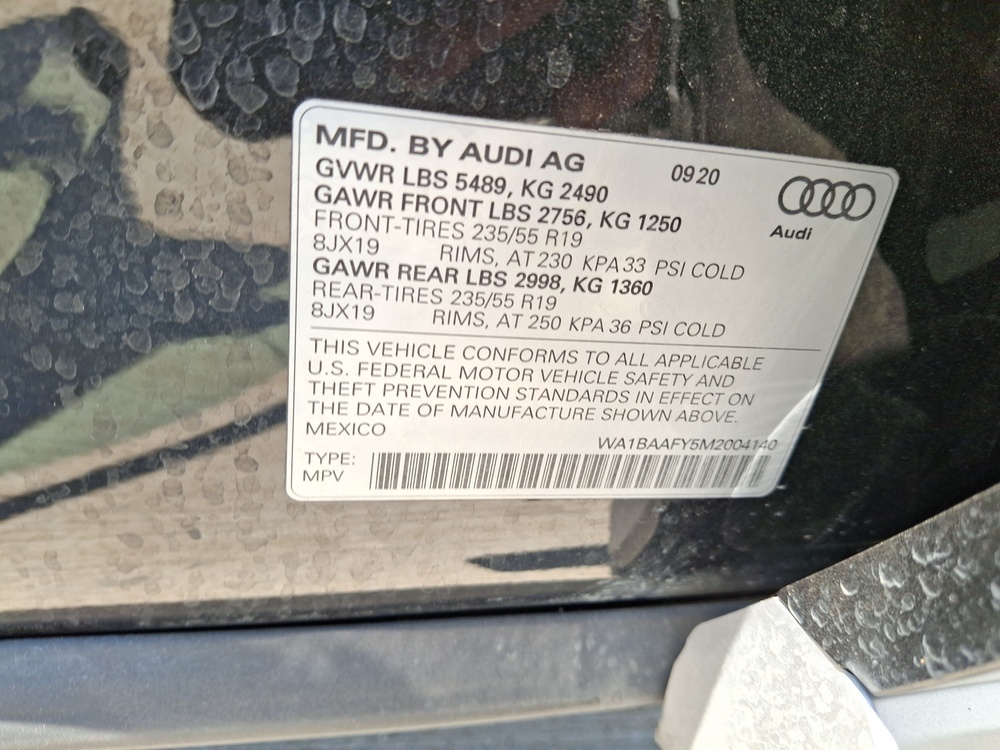 MFD. BY AUDI AG 0920
GVWR LBS 5489, KG 2490
GAWR FRONT LBS 2756, KG 1250
Audi
FRONT-TIRES 235/55 R19
8JX19 RIMS, AT 230 KPA 33 PSI COLD
GAWR REAR LBS 2998, KG 1360
REAR-TIRES 235/55 R19
8JX19 RIMS, AT 250 KPA 36 PSI COLD
THIS VEHICLE CONFORMS TO ALL APPLICABLE
U.S. FEDERAL MOTOR VEHICLE SAFETY AND
THEFT PREVENTION STANDARDS IN EFFECT ON
THE DATE OF MANUFACTURE SHOWN ABOVE.
MEXICO
WA1BAAFY5M2004140
TYPE:
MPV